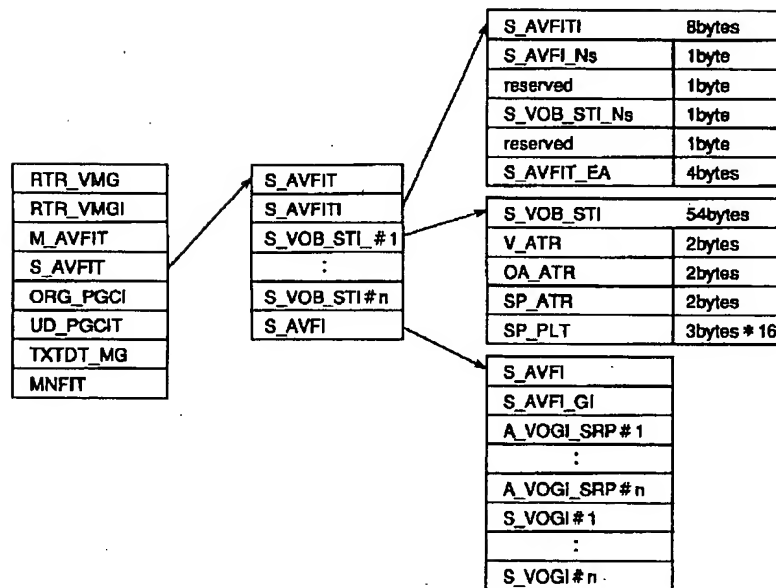 RTR_VMG
RTR_VMGI
M_AVFIT
S_AVFIT
ORG_PGCI
UD_PGCIT
TXTDT_MG
MNFIT
S_AVFIT
S_AVFITI
S_VOB_STI_#1
:
S_VOB_STI#n
S_AVFI
S_AVFITI 8bytes
S_AVFI_Ns 1byte
reserved 1byte
S_VOB_STI_Ns 1byte
reserved 1byte
S_AVFIT_EA 4bytes
S_VOB_STI 54bytes
V_ATR 2bytes
OA_ATR 2bytes
SP_ATR 2bytes
SP_PLT 3bytes*16
S_AVFI
S_AVFI_GI
A_VOGI_SRP#1
:
A_VOGI_SRP#n
S_VOGI#1
:
S_VOGI#n